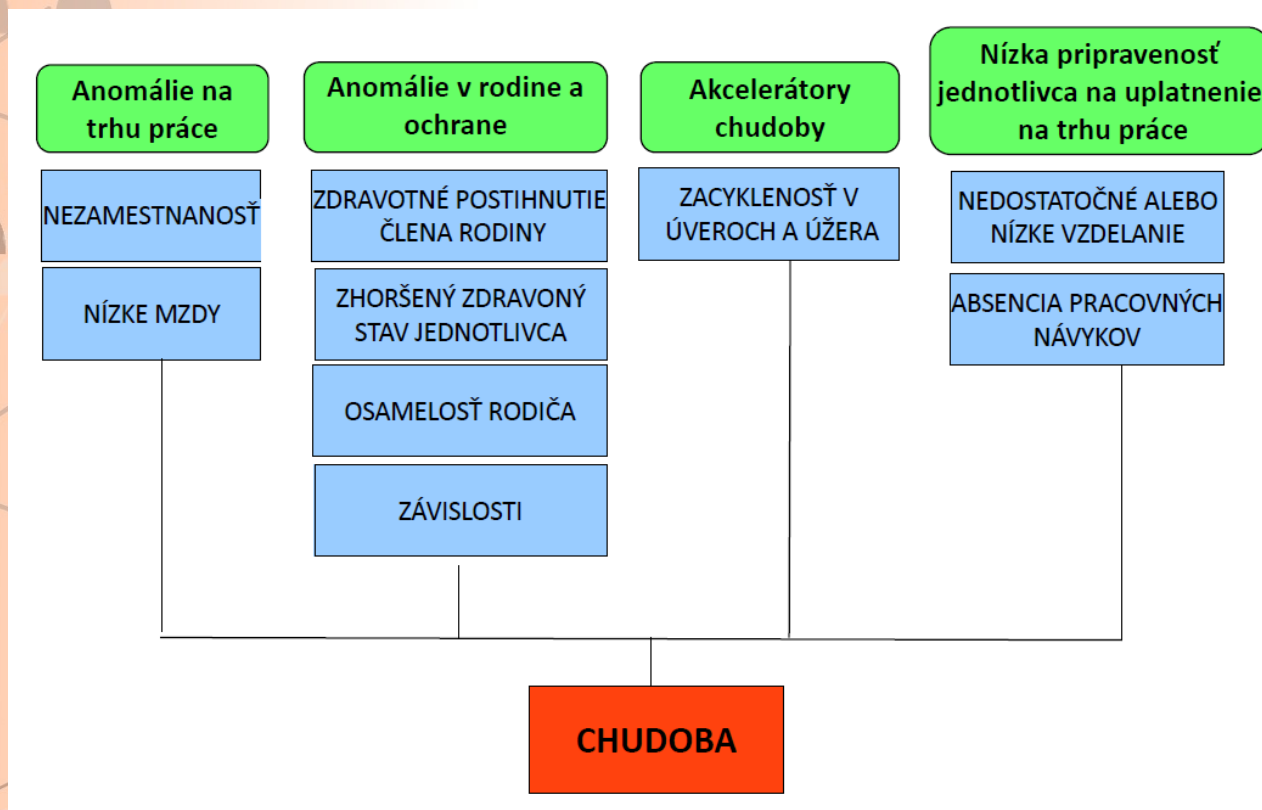 Anomálie na
trhu práce
NEZAMESTNANOSŤ
NÍZKE MZDY
Anomálie v rodine a
ochrane
ZDRAVOTNÉ POSTIHNUTIE
ČLENA RODINY
ZHORŠENÝ ZDRAVONÝ
STAV JEDNOTLIVCA
OSAMELOSŤ RODIČA
ZÁVISLOSTI
Akcelerátory
chudoby
ZACYKLENOSŤ V
ÚVEROCH A ÚŽERA
Nízka pripravenosť
jednotlivca na uplatnenie
na trhu práce
NEDOSTATOČNÉ ALEBO
NÍZKE VZDELANIE
ABSENCIA PRACOVNÝCH
NÁVYKOV
CHUDOBA